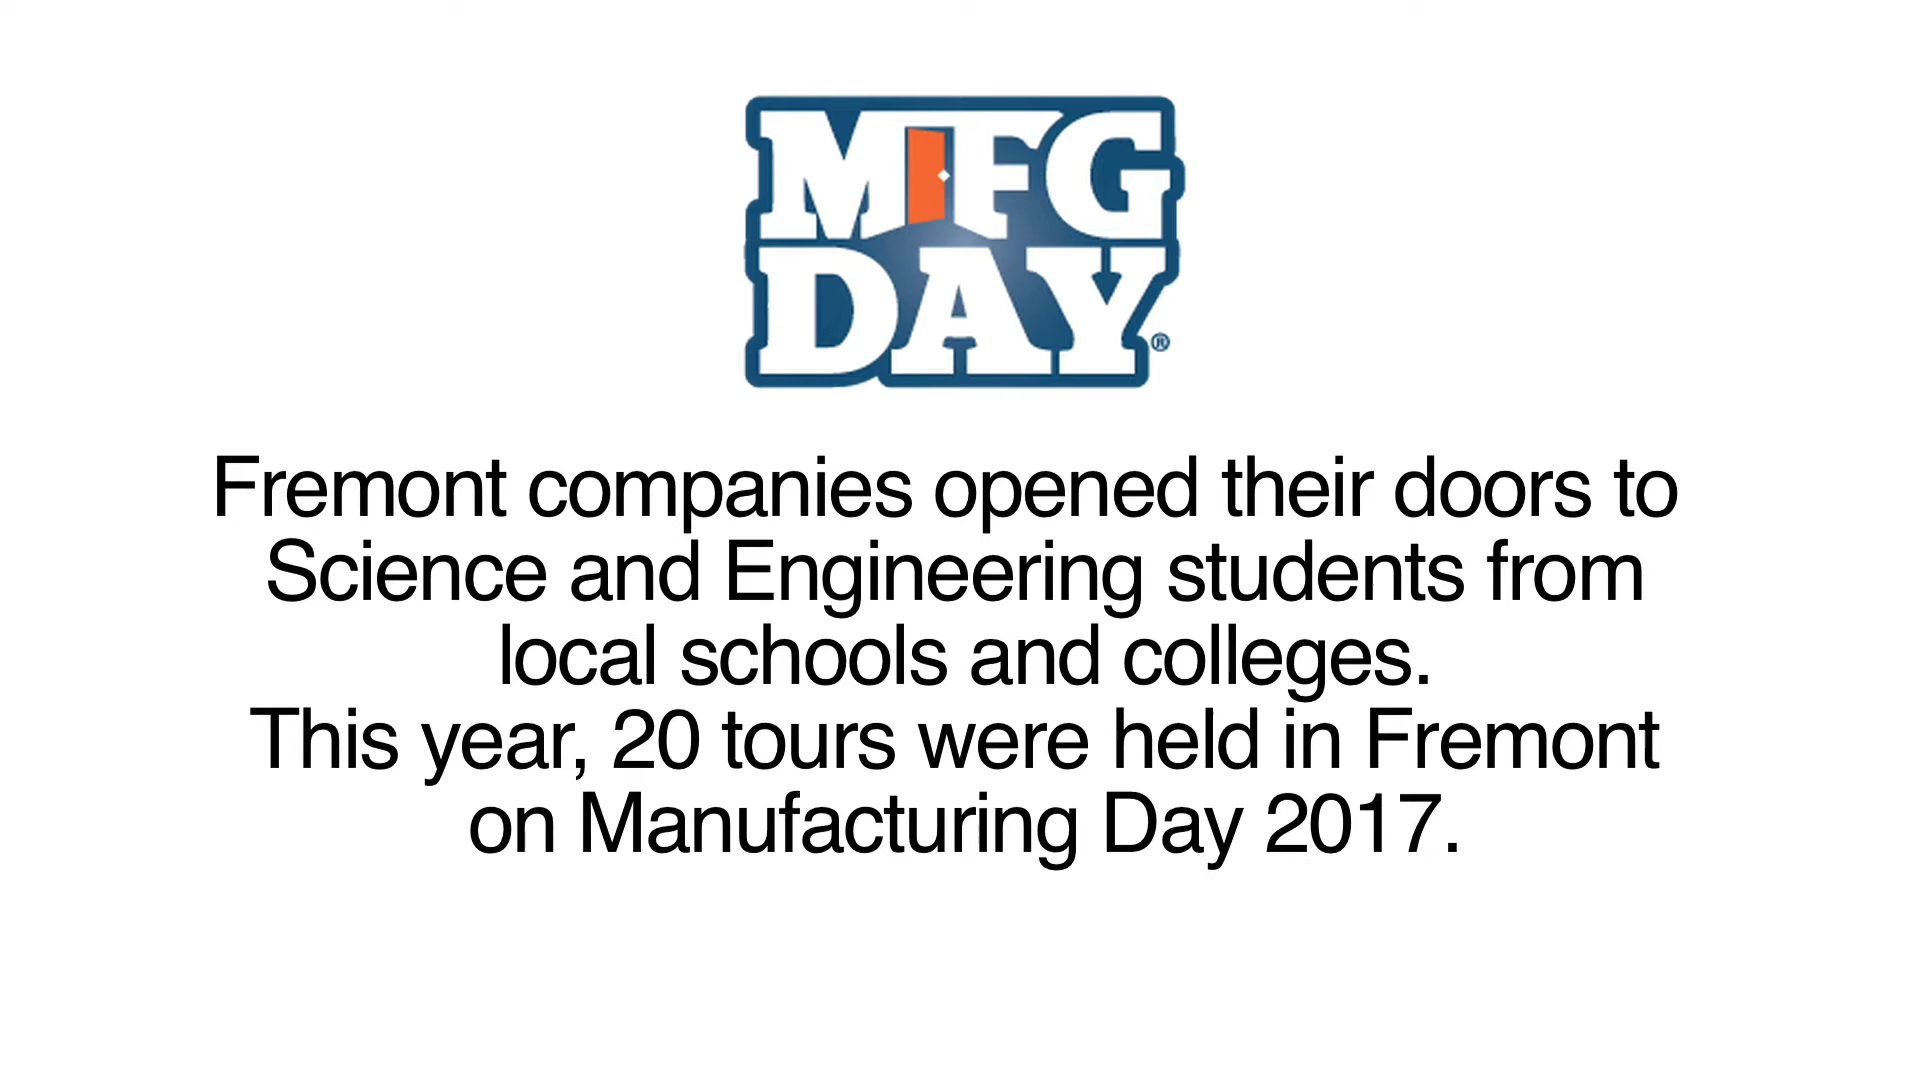 MFG
DAY®
Fremont companies opened their doors to
Science and Engineering students from
local schools and colleges.
This year, 20 tours were held in Fremont
on Manufacturing Day 2017.